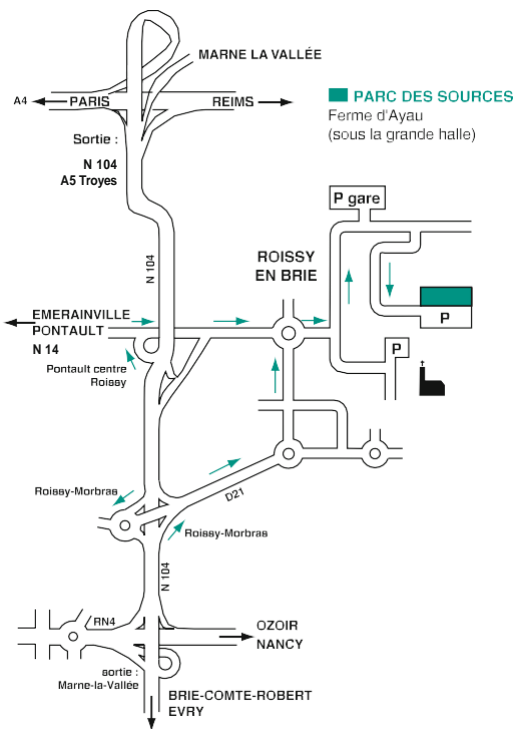 MARNE LA VALLÉE
A4
PARIS
REIMS
PARC DES SOURCES
Ferme d'Ayau
(sous la grande halle)
Sortie :
N 104
A5 Troyes
P gare
ROISSY
EN BRIE
N 104
EMERAINVILLE
PONTAULT
N 14
P
P
Pontault centre
Roissy
Roissy-Morbras
D21
Roissy-Morbras
N 104
RN4
OZOIR
NANCY
sortie :
Marne-la-Vallée
BRIE-COMTE-ROBERT
EVRY